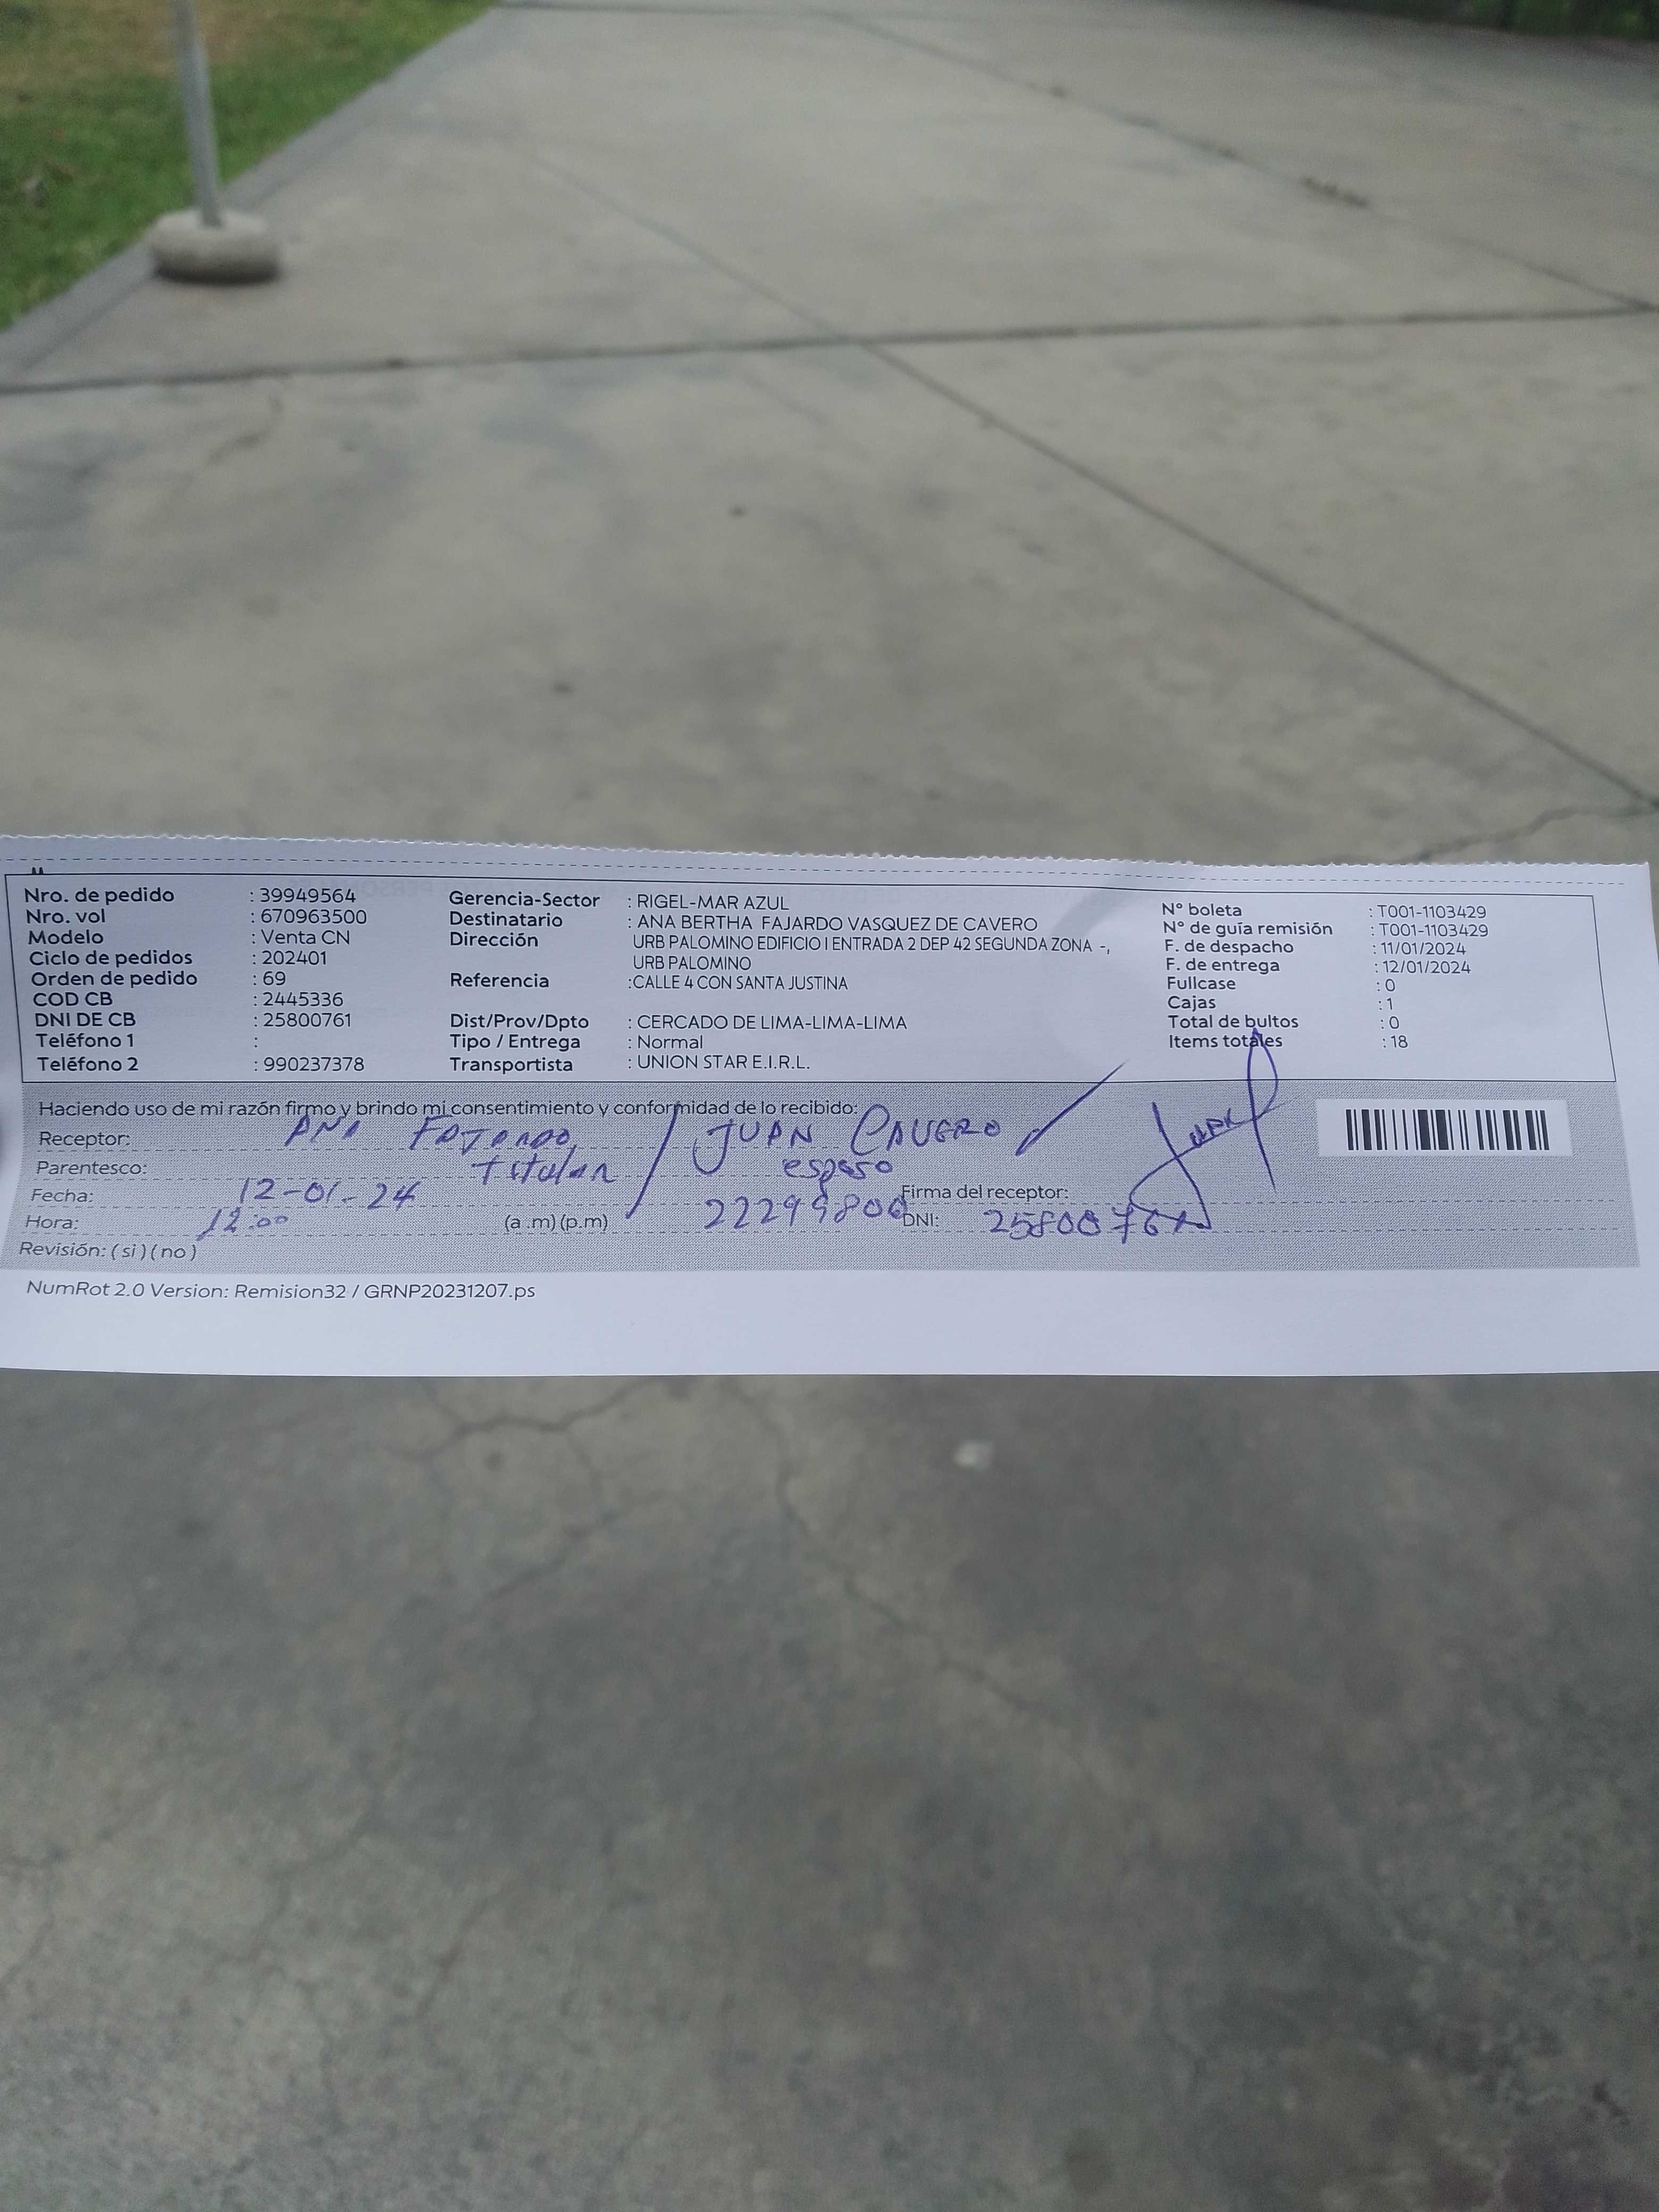 Nro. de pedido : 39949564 Gerencia-Sector : RIGEL-MAR AZUL N° boleta : T001-1103429
Nro. vol : 670963500 Destinatario : ANA BERTHA FAJARDO VASQUEZ DE CAVERO N° de guía remisión : T001-1103429
Modelo : Venta CN Dirección URB PALOMINO EDIFICIO I ENTRADA 2 DEP 42 SEGUNDA ZONA -, F. de despacho : 11/01/2024
Ciclo de pedidos : 202401 URB PALOMINO F. de entrega : 12/01/2024
Orden de pedido : 69 Referencia :CALLE 4 CON SANTA JUSTINA Fullcase : 0
COD CB : 2445336 Cajas : 1
DNI DE CB : 25800761 Dist/Prov/Dpto : CERCADO DE LIMA-LIMA-LIMA Total de bultos : 0
Teléfono 1 : Tipo / Entrega : Normal Items totales : 18
Teléfono 2 : 990237378 Transportista : UNION STAR E.I.R.L.
Haciendo uso de mi razón firmo y brindo mi consentimiento y conformidad de lo recibido:
Receptor: ANA FAJARDO / JUAN CAVERO
Parentesco: titular esposo
Fecha: 12-01-24 Firma del receptor:
Hora: 12:00 (a .m) (p.m) DNI:
Revisión: ( si ) ( no )
NumRot 2.0 Version: Remision32 / GRNP20231207.ps